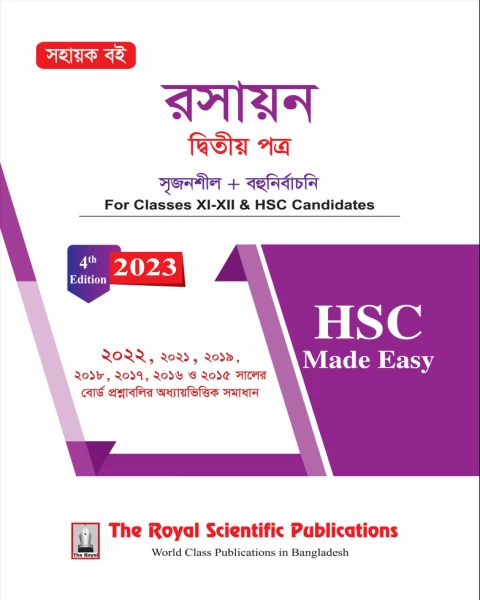 সহায়ক বই
রসায়ন
দ্বিতীয় পত্র
সৃজনশীল + বহুনির্বাচনি
For Classes XI-XII & HSC Candidates
4th
Edition
2023
HSC
Made Easy
২০২২, ২০২১, ২০১৯,
২০১৮, ২০১৭, ২০১৬ ও ২০১৫ সালের
বোর্ড প্রশ্নাবলির অধ্যায়ভিত্তিক সমাধান
The Royal Scientific Publications
World Class Publications in Bangladesh
The Royal